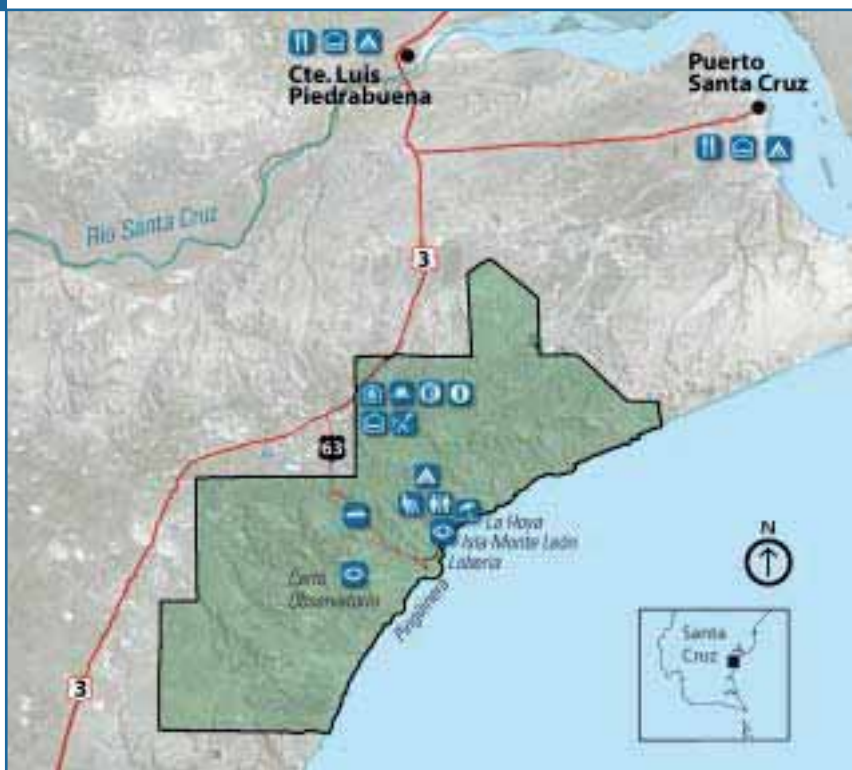 Cte. Luis
Piedrabuena
Puerto
Santa Cruz
Río Santa Cruz
3
63
La Hoya
Isla Monte León
Lobería
Cerro
Observatorio
Pingüinera
N
3
Santa
Cruz